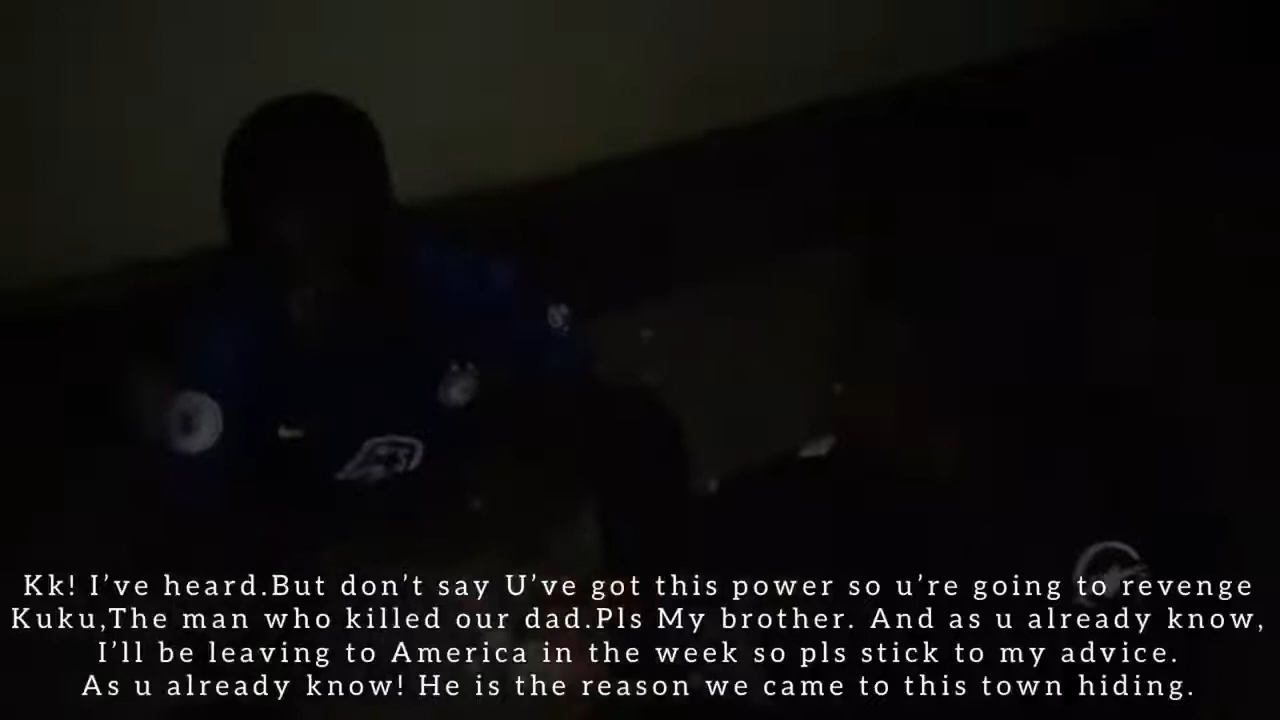 Kk! I’ve heard.But don’t say U’ve got this power so u’re going to revenge
Kuku,The man who killed our dad.Pls My brother. And as u already know,
I’ll be leaving to America in the week so pls stick to my advice.
As u already know! He is the reason we came to this town hiding.